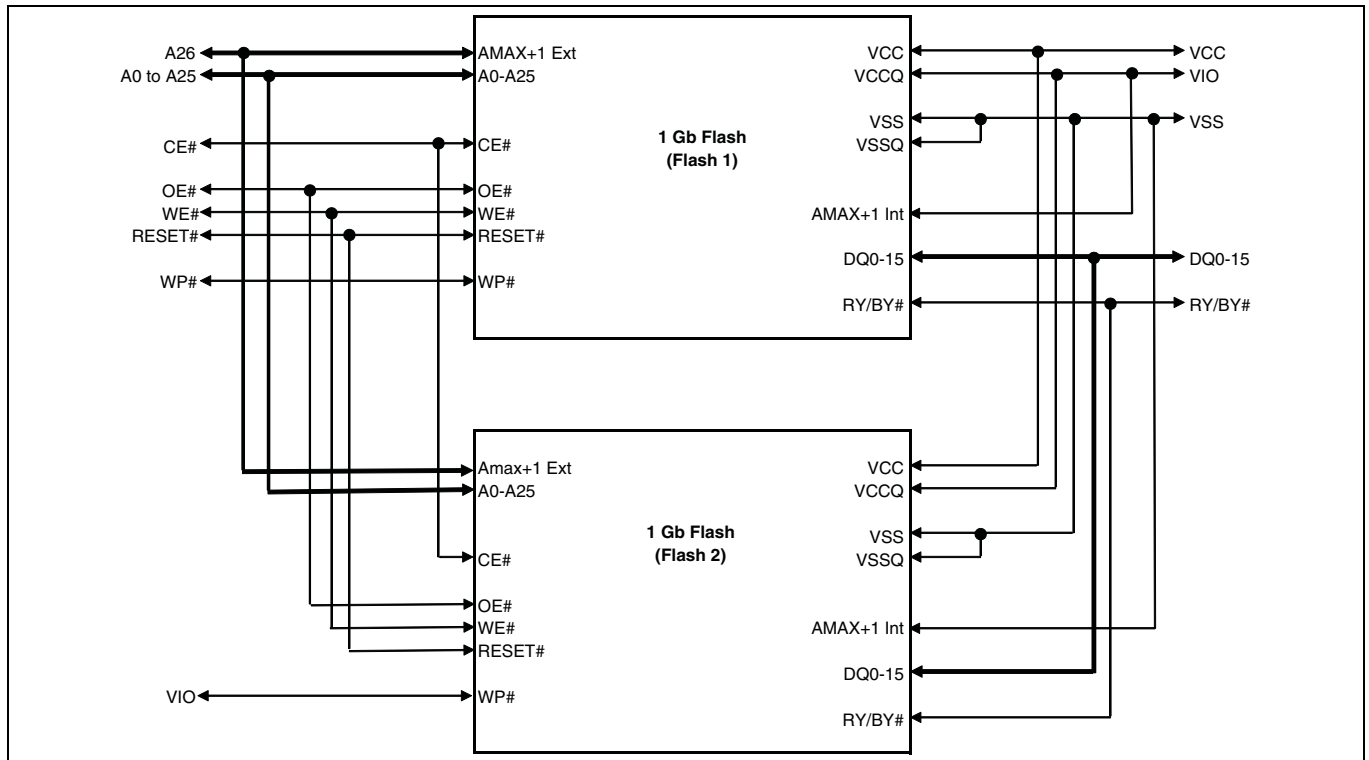 A26
A0 to A25
CE#
OE#
WE#
RESET#
WP#
AMAX+1 Ext
A0-A25
CE#
OE#
WE#
RESET#
WP#
1 Gb Flash
(Flash 1)
VCC
VCCQ
VSS
VSSQ
AMAX+1 Int
DQ0-15
RY/BY#
VCC
VIO
VSS
DQ0-15
RY/BY#
VIO
Amax+1 Ext
A0-A25
CE#
OE#
WE#
RESET#
WP#
1 Gb Flash
(Flash 2)
VCC
VCCQ
VSS
VSSQ
AMAX+1 Int
DQ0-15
RY/BY#